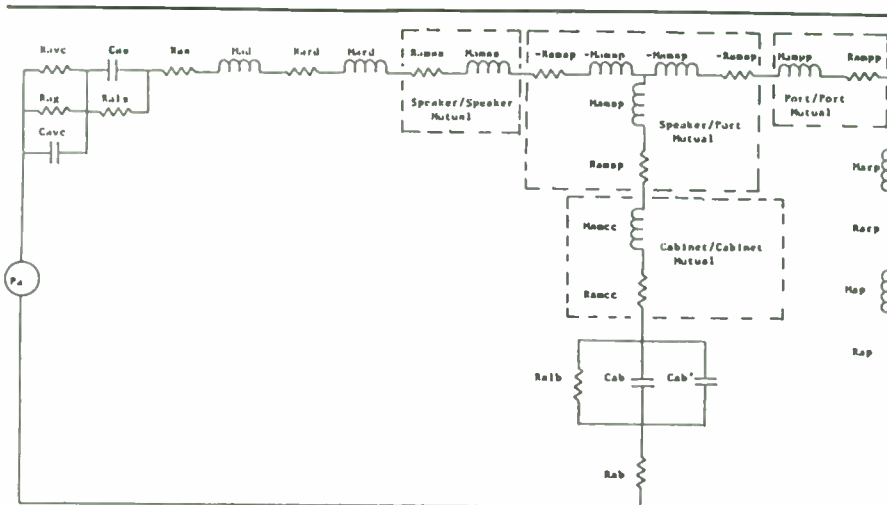 Ravc
Cas
Ras
Mad
Rard
Mard
Ramss
Mamss
-Ramsp
-Mamsp
-Mamsp
-Ramsp
Mampp
Rampp
Rag
Rals
Cavc
Speaker/Speaker
Mutual
Mamsp
Speaker/Port
Mutual
Port/Port
Mutual
Ramsp
Marp
Rarp
Mamcc
Cabinet/Cabinet
Mutual
Pa
Ramcc
Map
Rap
Ralb
Cab
Cab'
Rab